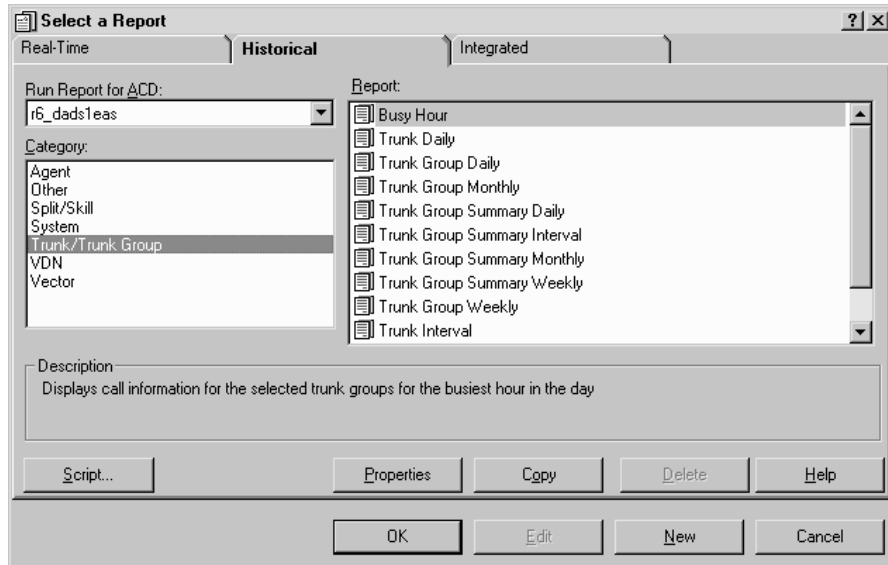 Select a Report
Real-Time
Historical
Integrated
Run Report for ACD:
r6_dads1eas
Category:
Agent
Other
Split/Skill
System
Trunk/Trunk Group
VDN
Vector
Report:
Busy Hour
Trunk Daily
Trunk Group Daily
Trunk Group Monthly
Trunk Group Summary Daily
Trunk Group Summary Interval
Trunk Group Summary Monthly
Trunk Group Summary Weekly
Trunk Group Weekly
Trunk Interval
Description
Displays call information for the selected trunk groups for the busiest hour in the day
Script...
Properties
Copy
Delete
Help
OK
Edit
New
Cancel